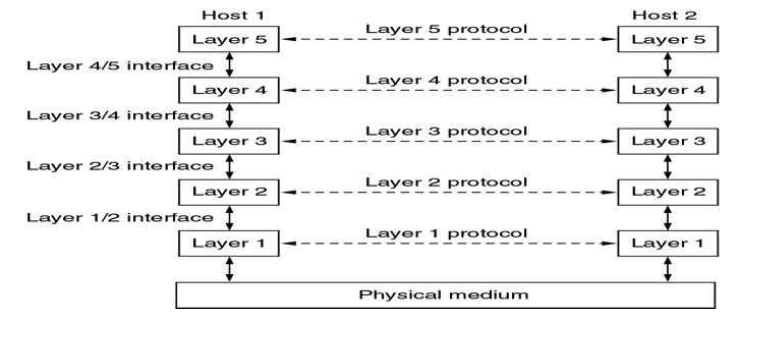 Host 1
Host 2
Layer 5
Layer 5 protocol
Layer 5
Layer 4/5 interface
Layer 4
Layer 4 protocol
Layer 4
Layer 3/4 interface
Layer 3
Layer 3 protocol
Layer 3
Layer 2/3 interface
Layer 2
Layer 2 protocol
Layer 2
Layer 1/2 interface
Layer 1
Layer 1 protocol
Layer 1
Physical medium